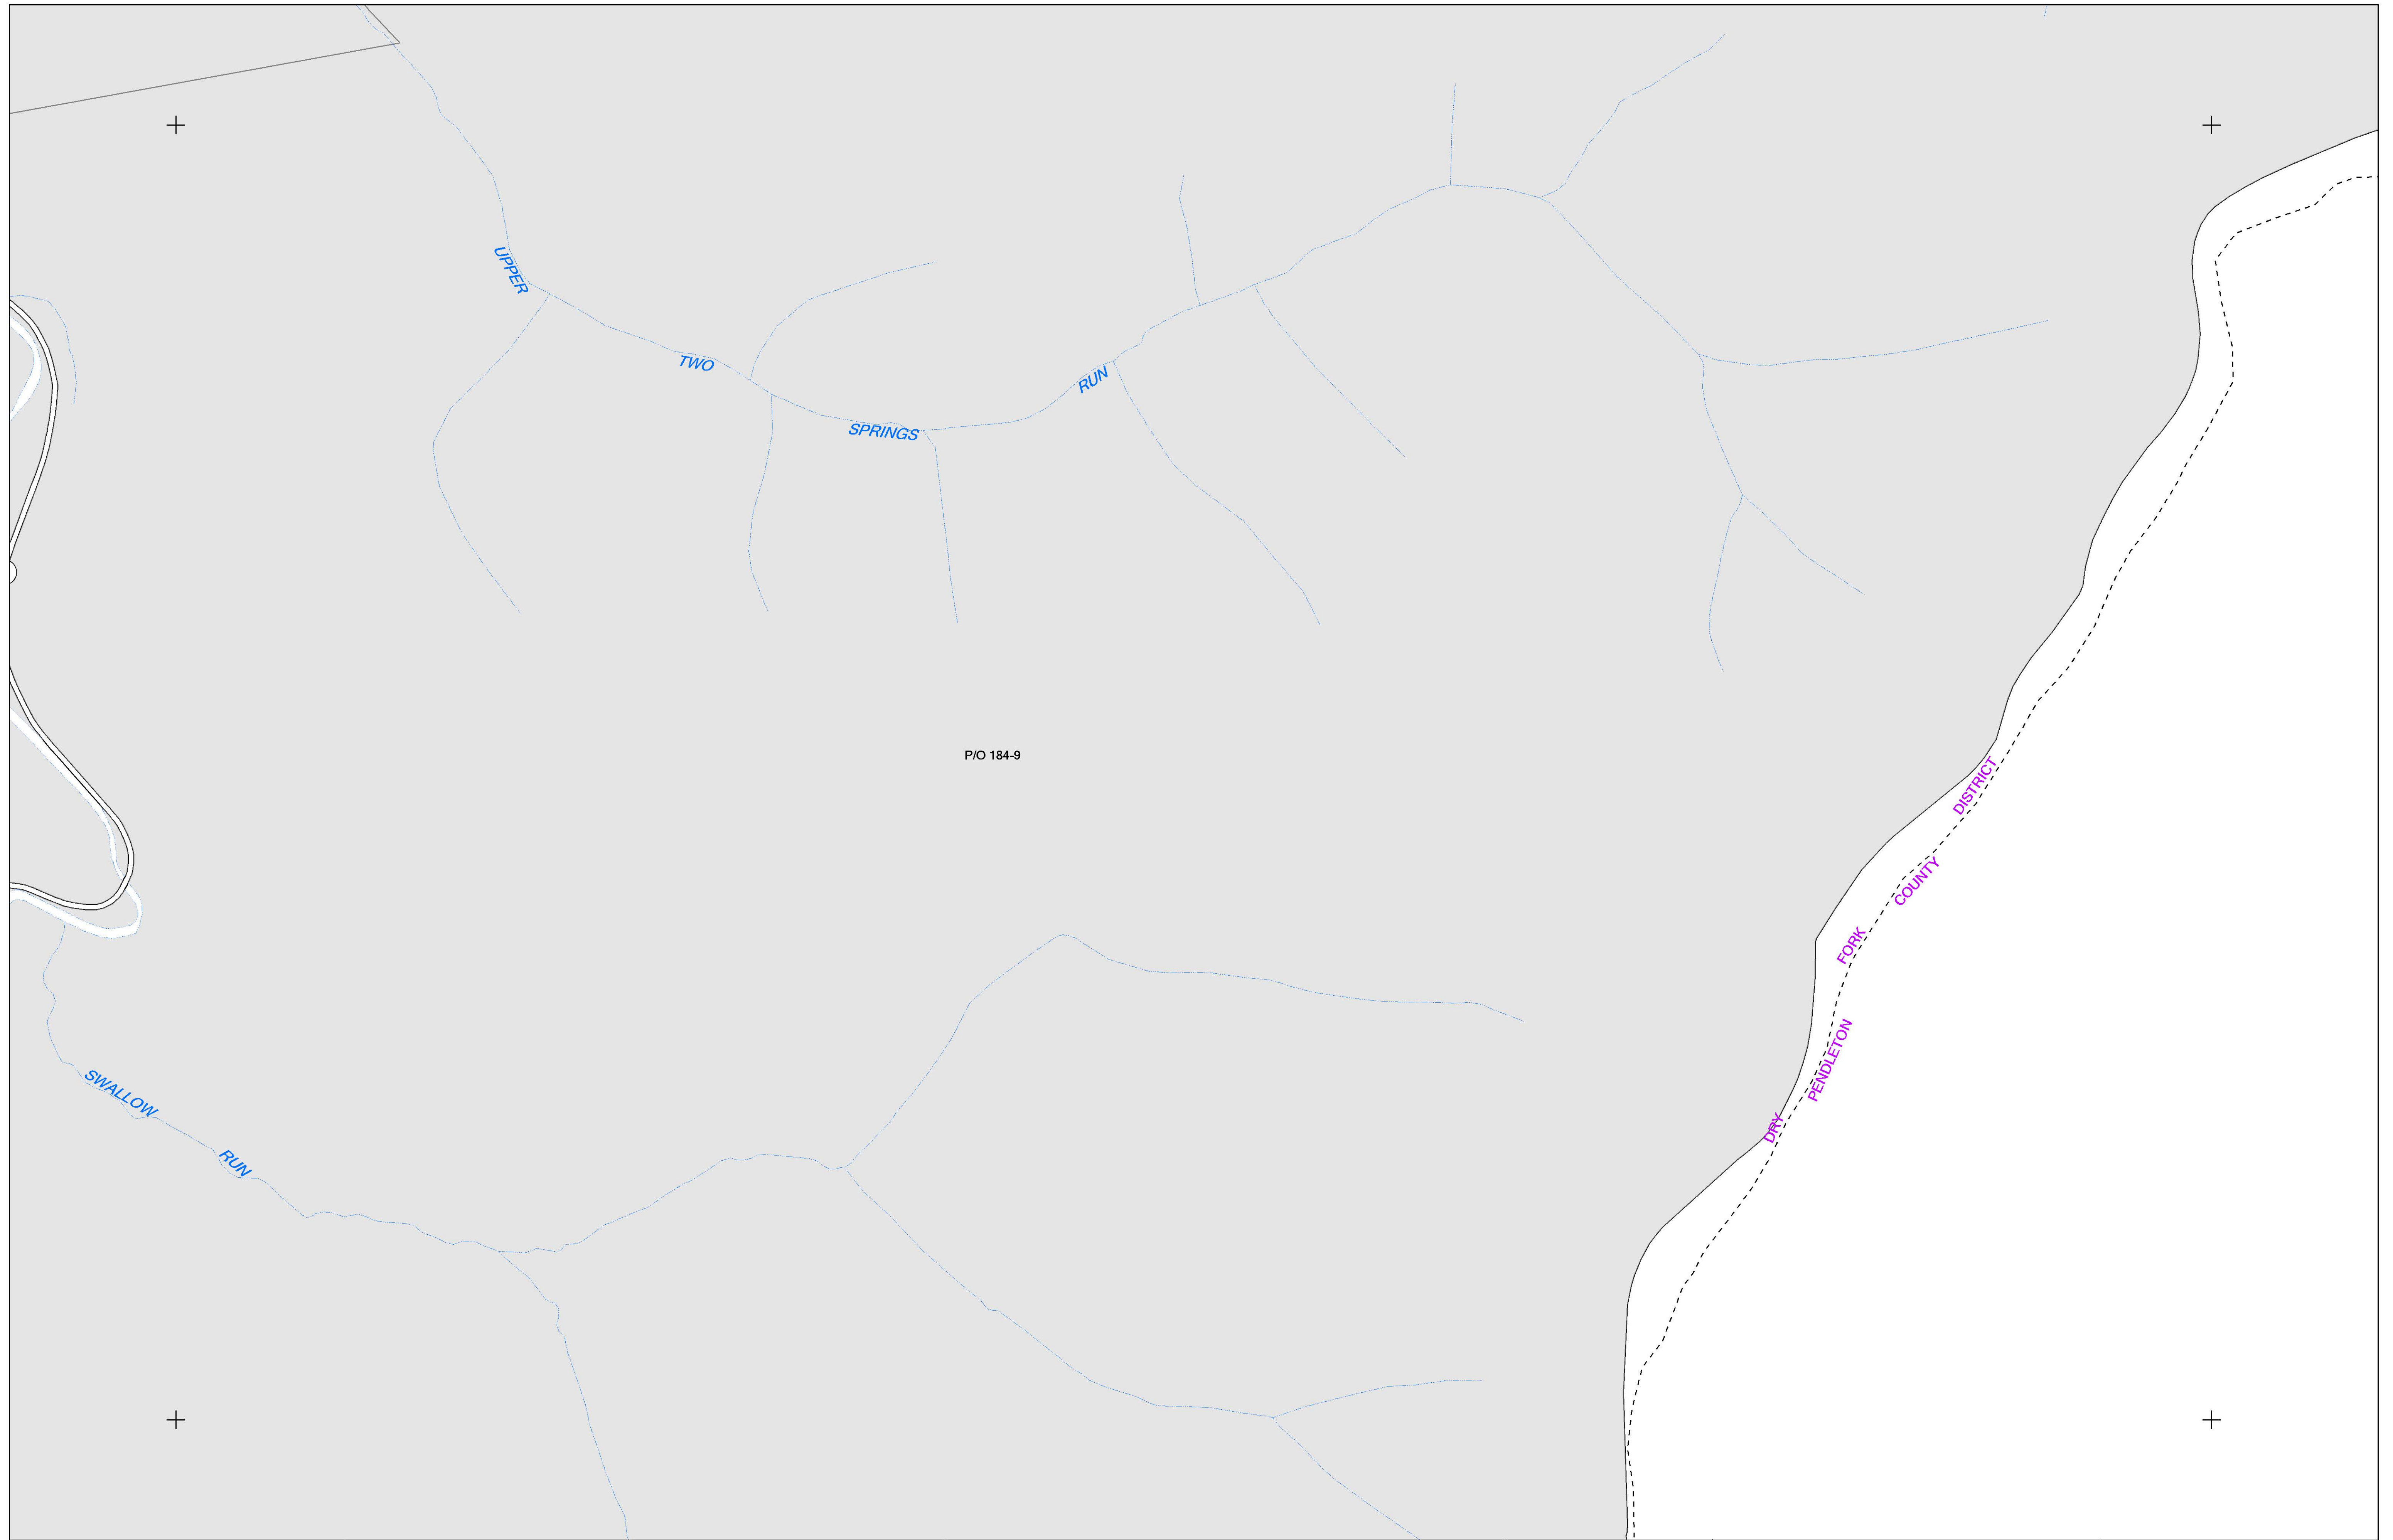 UPPER TWO SPRINGS RUN
P/O 184-9
DRY FORK DISTRICT
PENDLETON COUNTY
SWALLOW RUN